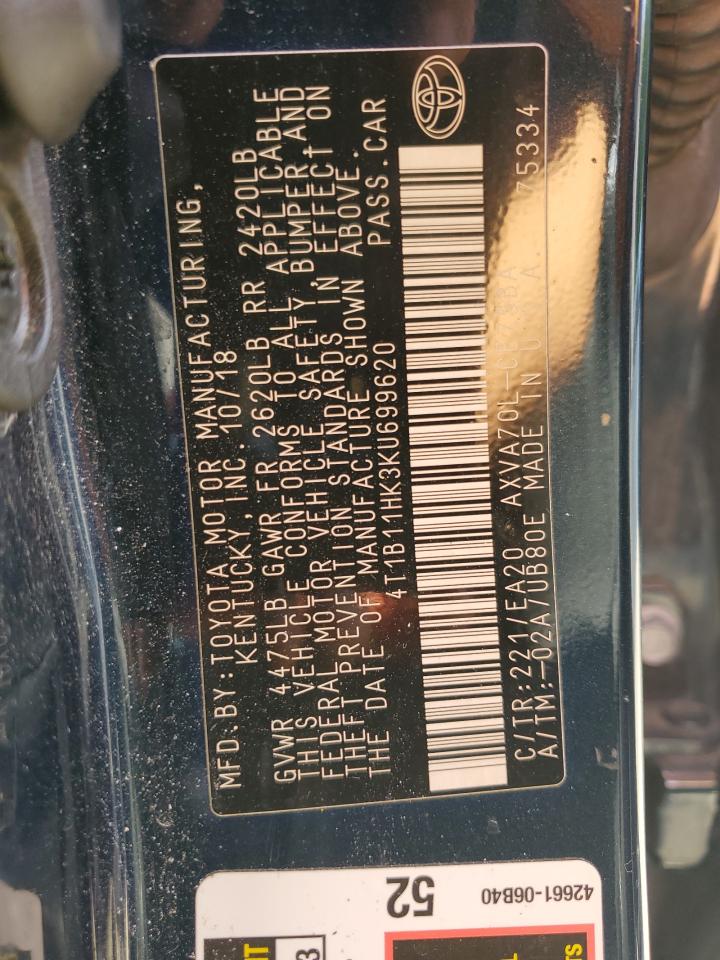 MFD.BY:TOYOTA MOTOR MANUFACTURING,
KENTUCKY,INC. 10/18
GVWR 4475LB GAWR FR 2620LB RR 2420LB
THIS VEHICLE CONFORMS TO ALL APPLICABLE
FEDERAL MOTOR VEHICLE SAFETY,BUMPER,AND
THEFT PREVENTION STANDARDS IN EFFECT ON
THE DATE OF MANUFACTURE SHOWN ABOVE.
4T1B11HK3KU699620 PASS.CAR
C/TR:221/EA20 AXVA70L-
A/TM:-02A/UB80E MADE IN U.S.A. 75334
52
42661-06B40
3